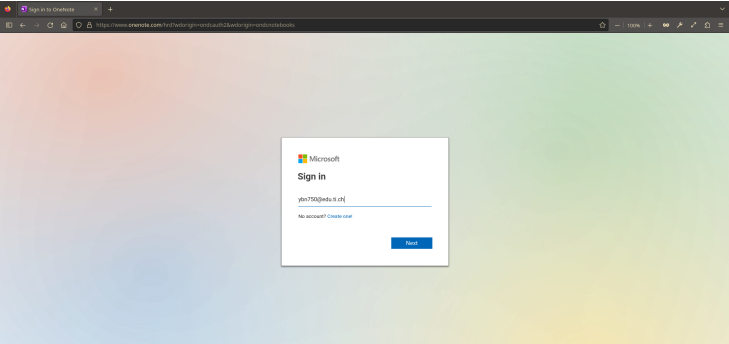 Sign in to OneNote
https://www.onenote.com/hrd?wdorigin=ondcauth2&wdorigin=ondcnotebooks
100%
Microsoft
Sign in
ybn750@edu.ti.ch
No account? Create one!
Next